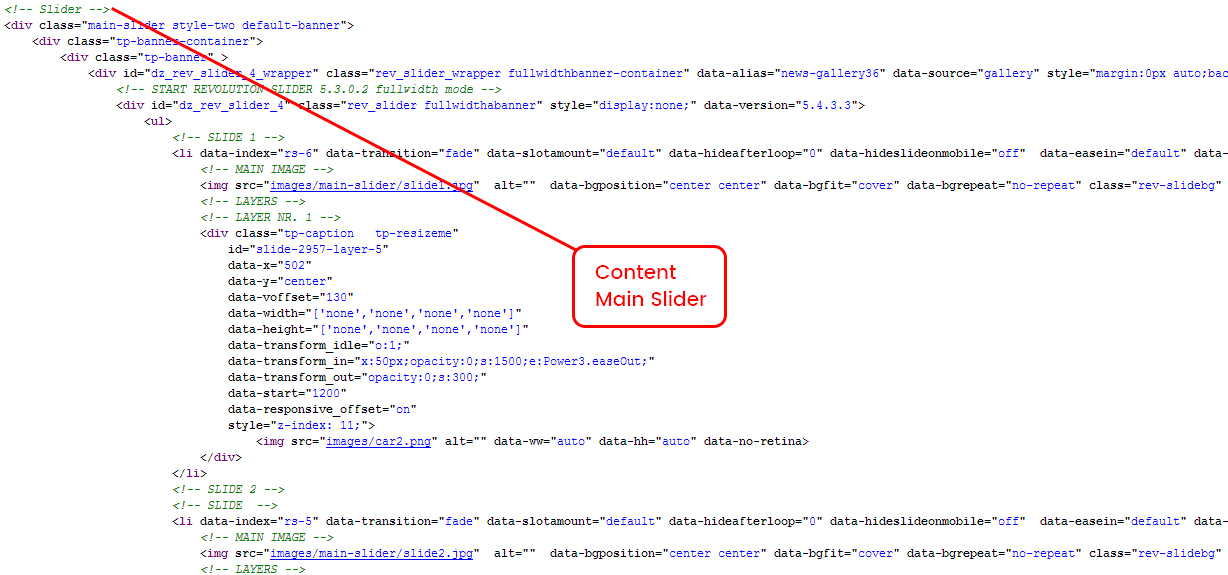 <!-- Slider -->
<div class="main-slider style-two default-banner">
<div class="tp-banner-container">
<div class="tp-banner" >
<div id="dz_rev_slider_4_wrapper" class="rev_slider_wrapper fullwidthbanner-container" data-alias="news-gallery36" data-source="gallery" style="margin:0px auto;bac
<!-- START REVOLUTION SLIDER 5.3.0.2 fullwidth mode -->
<div id="dz_rev_slider_4" class="rev_slider fullwidthabanner" style="display:none;" data-version="5.4.3.3">
<ul>
<!-- SLIDE 1 -->
<li data-index="rs-6" data-transition="fade" data-slotamount="default" data-hideafterloop="0" data-hideslideonmobile="off"  data-easein="default" data-
<!-- MAIN IMAGE -->
<img src="images/main-slider/slide1.jpg"  alt=""  data-bgposition="center center" data-bgfit="cover" data-bgrepeat="no-repeat" class="rev-slidebg"
<!-- LAYERS -->
<!-- LAYER NR. 1 -->
<div class="tp-caption   tp-resizeme"
id="slide-2957-layer-5"
data-x="502"
data-y="center"
data-voffset="130"
data-width="['none','none','none','none']"
data-height="['none','none','none','none']"
data-transform_idle="o:1;"
data-transform_in="x:50px;opacity:0;s:1500;e:Power3.easeOut;"
data-transform_out="opacity:0;s:300;"
data-start="1200"
data-responsive_offset="on"
style="z-index: 11;">
<img src="images/car2.png" alt="" data-ww="auto" data-hh="auto" data-no-retina>
</div>
</li>
<!-- SLIDE 2 -->
<!-- SLIDE  -->
<li data-index="rs-5" data-transition="fade" data-slotamount="default" data-hideafterloop="0" data-hideslideonmobile="off"  data-easein="default" data-
<!-- MAIN IMAGE -->
<img src="images/main-slider/slide2.jpg"  alt=""  data-bgposition="center center" data-bgfit="cover" data-bgrepeat="no-repeat" class="rev-slidebg"
<!-- LAYERS -->
Content
Main Slider